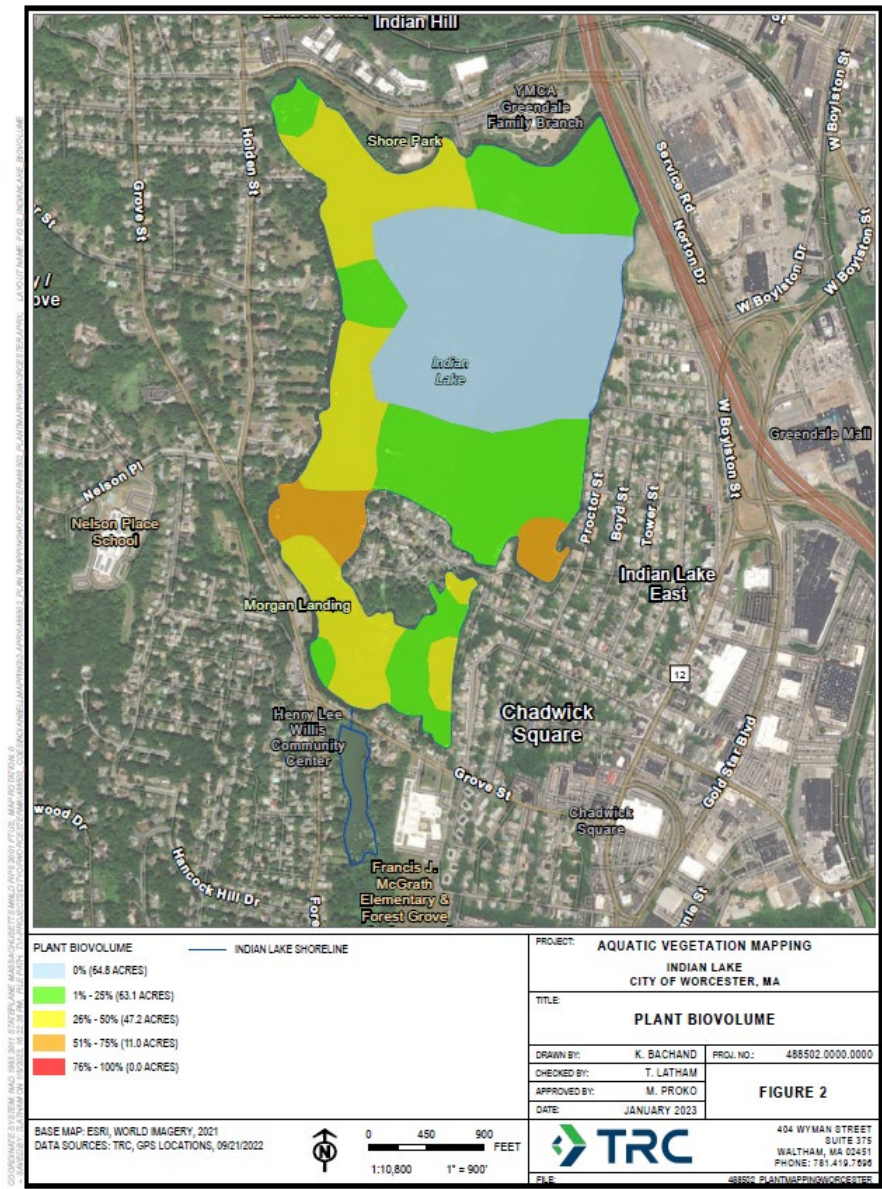 Indian Hill
YMCA
Greendale
Family Branch
Shore Park
Holden St
Grove St
Service Rd
Norton Dr
W Boylston St
W Boylston Dr
W Boylston St
Indian
Lake
W Boylston St
Greendale Mall
Nelson Pl
Nelson Place
School
Proctor St
Boyd St
Tower St
Indian Lake
East
Morgan Landing
12
Chadwick
Square
Henry Lee
Willis
Community
Center
Grove St
Gold Star Blvd
Chadwick
Square
wood Dr
Hancock Hill Dr
Fore
Francis J.
McGrath
Elementary &
Forest Grove
nnie St
PLANT BIOVOLUME
INDIAN LAKE SHORELINE
0% (64.8 ACRES)
1% - 25% (63.1 ACRES)
26% - 50% (47.2 ACRES)
51% - 75% (11.0 ACRES)
76% - 100% (0.0 ACRES)
BASE MAP: ESRI, WORLD IMAGERY, 2021
DATA SOURCES: TRC, GPS LOCATIONS, 09/21/2022
N
0 450 900
FEET
1:10,800 1" = 900'
PROJECT: AQUATIC VEGETATION MAPPING
INDIAN LAKE
CITY OF WORCESTER, MA
TITLE:
PLANT BIOVOLUME
DRAWN BY: K. BACHAND PROJ. NO.: 488502.0000.0000
CHECKED BY: T. LATHAM
APPROVED BY: M. PROKO
FIGURE 2
DATE: JANUARY 2023
TRC
404 WYMAN STREET
SUITE 375
WALTHAM, MA 02451
PHONE: 781.419.7696
FILE: 488502_PLANTMAPPINGWORCESTER